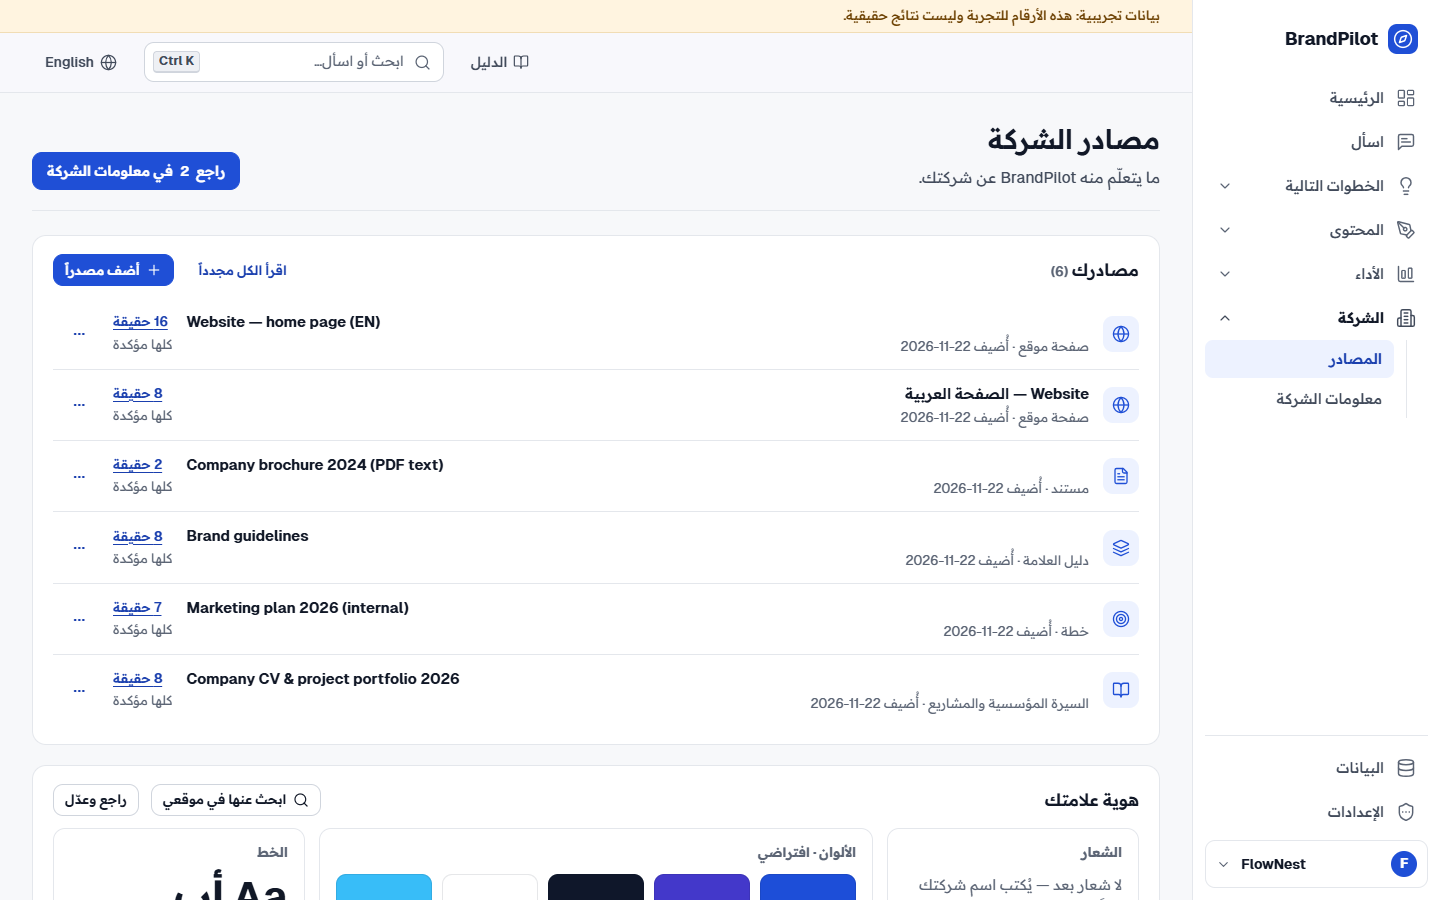 بيانات تجريبية: هذه الأرقام للتجربة وليست نتائج حقيقية.
BrandPilot
الرئيسية
اسأل
الخطوات التالية
المحتوى
الأداء
الشركة
المصادر
معلومات الشركة
البيانات
الإعدادات
F FlowNest
الدليل
ابحث أو اسأل...
Ctrl K
English
مصادر الشركة
ما يتعلّم منه BrandPilot عن شركتك.
راجع 2 في معلومات الشركة
مصادرك (6)
اقرأ الكل مجدداً
أضف مصدراً
Website — home page (EN)
صفحة موقع · أُضيف 22-11-2026
16 حقيقة
كلها مؤكدة
...
Website — الصفحة العربية
صفحة موقع · أُضيف 22-11-2026
8 حقيقة
كلها مؤكدة
...
Company brochure 2024 (PDF text)
مستند · أُضيف 22-11-2026
2 حقيقة
كلها مؤكدة
...
Brand guidelines
دليل العلامة · أُضيف 22-11-2026
8 حقيقة
كلها مؤكدة
...
Marketing plan 2026 (internal)
خطة · أُضيف 22-11-2026
7 حقيقة
كلها مؤكدة
...
Company CV & project portfolio 2026
السيرة المؤسسية والمشاريع · أُضيف 22-11-2026
8 حقيقة
كلها مؤكدة
...
هوية علامتك
ابحث عنها في موقعي
راجع وعدّل
الشعار
لا شعار بعد — يُكتب اسم شركتك
الألوان · افتراضي
الخط
Aa أب